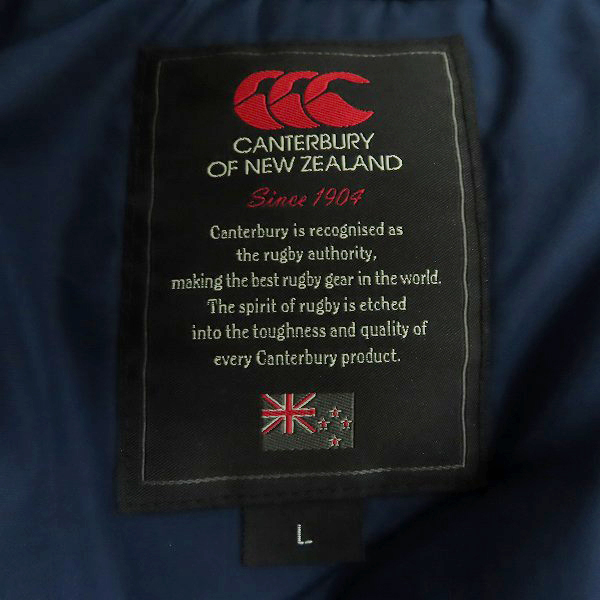 CANTERBURY
OF NEW ZEALAND
Since 1904
Canterbury is recognised as
the rugby authority,
making the best rugby gear in the world.
The spirit of rugby is etched
into the toughness and quality of
every Canterbury product.
L